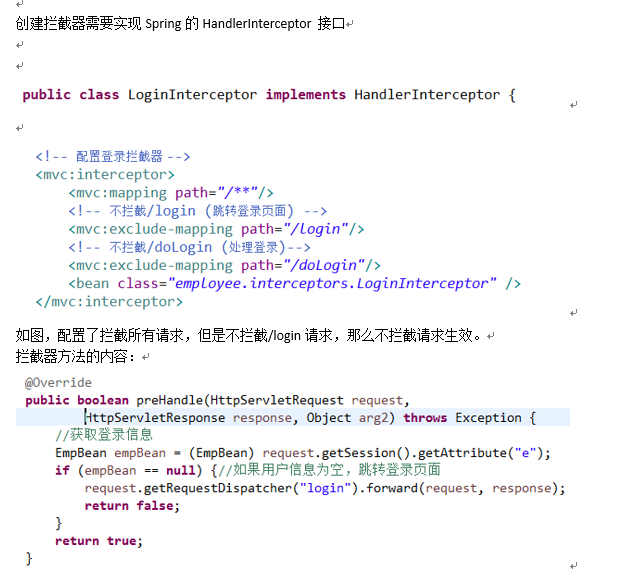 创建拦截器需要实现 Spring 的 HandlerInterceptor 接口
public class LoginInterceptor implements HandlerInterceptor {
<!-- 配置登录拦截器 -->
<mvc:interceptor>
<mvc:mapping path="/**"/>
<!-- 不拦截/login (跳转登录页面) -->
<mvc:exclude-mapping path="/login"/>
<!-- 不拦截/doLogin (处理登录)-->
<mvc:exclude-mapping path="/doLogin"/>
<bean class="employee.interceptors.LoginInterceptor" />
</mvc:interceptor>
如图，配置了拦截所有请求，但是不拦截/login 请求，那么不拦截请求生效。
拦截器方法的内容：
@Override
public boolean preHandle(HttpServletRequest request,
HttpServletResponse response, Object arg2) throws Exception {
//获取登录信息
EmpBean empBean = (EmpBean) request.getSession().getAttribute("e");
if (empBean == null) {//如果用户信息为空，跳转登录页面
request.getRequestDispatcher("login").forward(request, response);
return false;
}
return true;
}